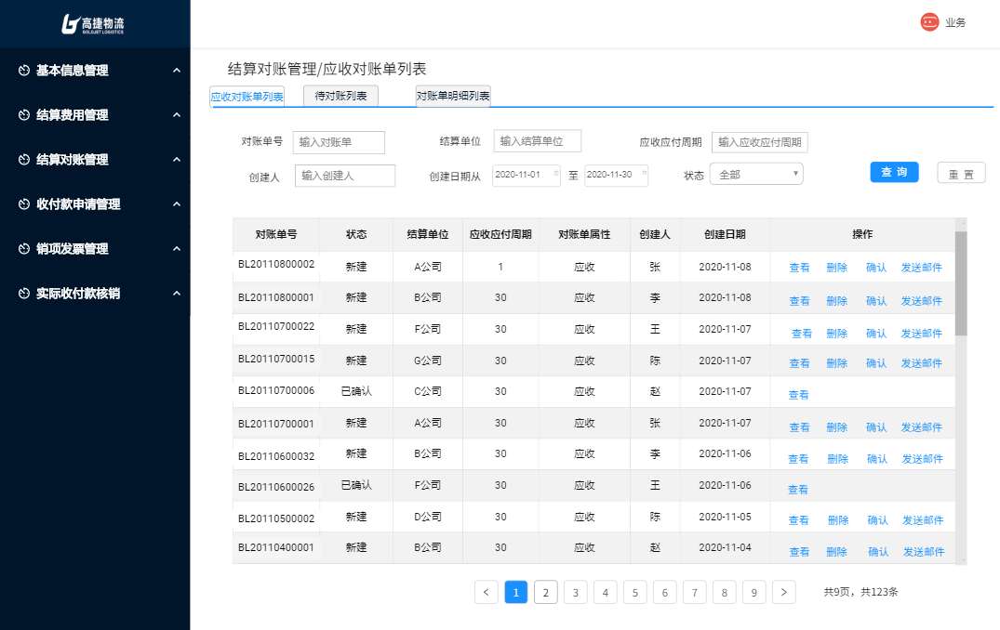 高捷物流
GOLDJET LOGISTICS
业务
基本信息管理
结算费用管理
结算对账管理
收付款申请管理
销项发票管理
实际收付款核销
结算对账管理/应收对账单列表
应收对账单列表 待对账列表 对账单明细列表
对账单号 输入对账单 结算单位 输入结算单位 应收应付周期 输入应收应付周期
创建人 输入创建人 创建日期从 2020-11-01 至 2020-11-30 状态 全部 查 询 重 置
对账单号 状态 结算单位 应收应付周期 对账单属性 创建人 创建日期 操作
BL20110800002 新建 A公司 1 应收 张 2020-11-08 查看 删除 确认 发送邮件
BL20110800001 新建 B公司 30 应收 李 2020-11-08 查看 删除 确认 发送邮件
BL20110700022 新建 F公司 30 应收 王 2020-11-07 查看 删除 确认 发送邮件
BL20110700015 新建 G公司 30 应收 陈 2020-11-07 查看 删除 确认 发送邮件
BL20110700006 已确认 C公司 30 应收 赵 2020-11-07 查看
BL20110700001 新建 A公司 30 应收 张 2020-11-07 查看 删除 确认 发送邮件
BL20110600032 新建 B公司 30 应收 李 2020-11-06 查看 删除 确认 发送邮件
BL20110600026 已确认 F公司 30 应收 王 2020-11-06 查看
BL20110500002 新建 D公司 30 应收 陈 2020-11-05 查看 删除 确认 发送邮件
BL20110400001 新建 B公司 30 应收 赵 2020-11-04 查看 删除 确认 发送邮件
< 1 2 3 4 5 6 7 8 9 > 共9页，共123条